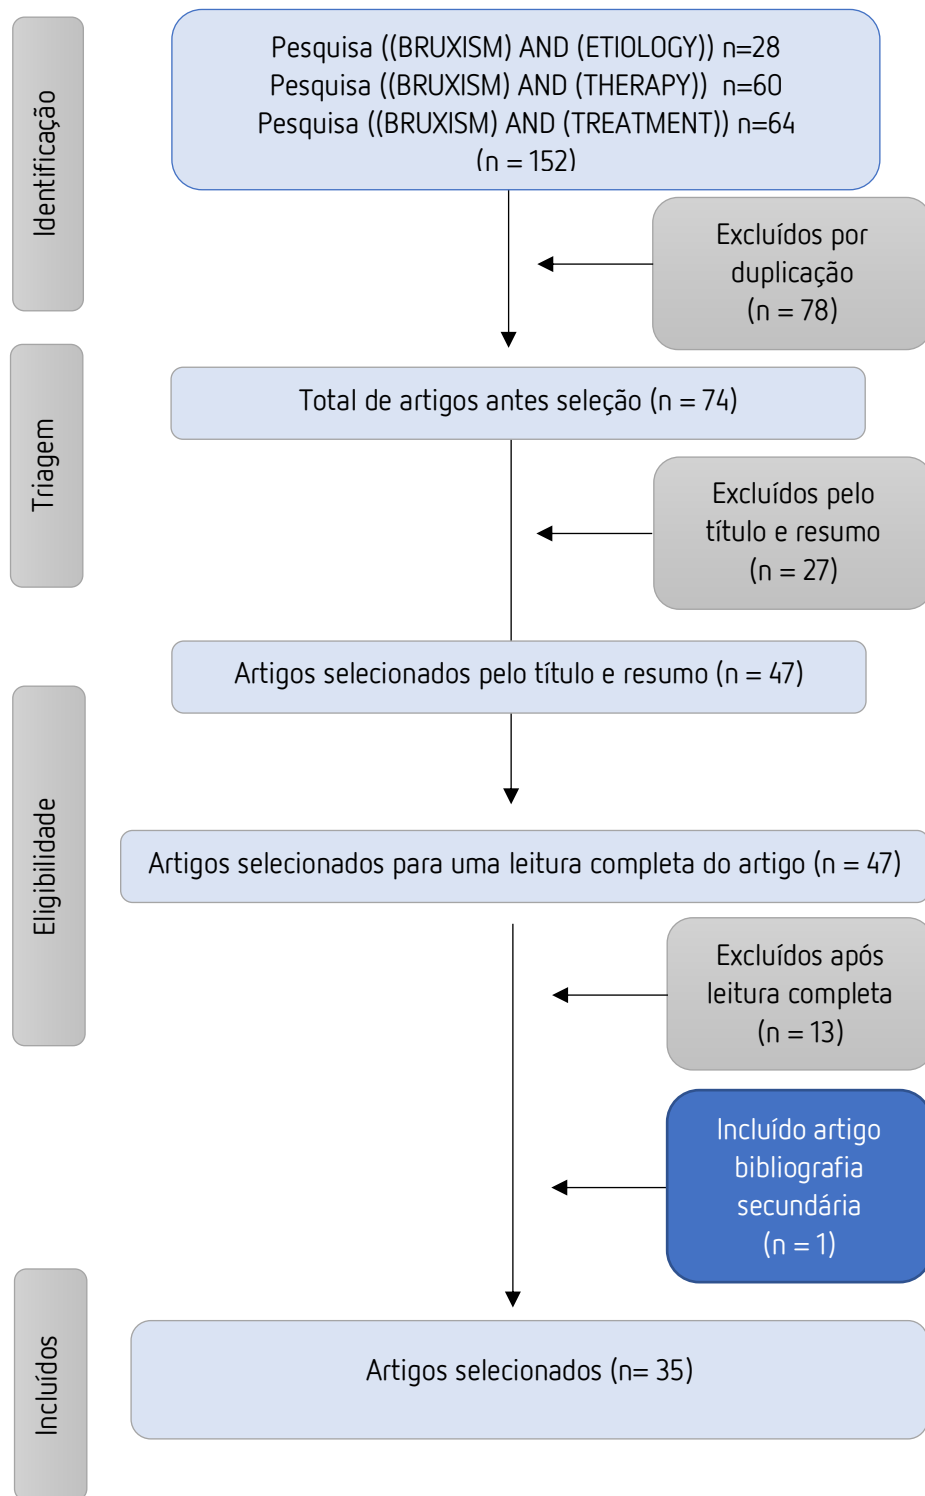 Identificação
Pesquisa ((BRUXISM) AND (ETIOLOGY)) n=28
Pesquisa ((BRUXISM) AND (THERAPY)) n=60
Pesquisa ((BRUXISM) AND (TREATMENT)) n=64
(n = 152)
Excluídos por
duplicação
(n = 78)
Triagem
Total de artigos antes seleção (n = 74)
Excluídos pelo
título e resumo
(n = 27)
Artigos selecionados pelo título e resumo (n = 47)
Eligibilidade
Artigos selecionados para uma leitura completa do artigo (n = 47)
Excluídos após
leitura completa
(n = 13)
Incluído artigo
bibliografia
secundária
(n = 1)
Incluídos
Artigos selecionados (n= 35)